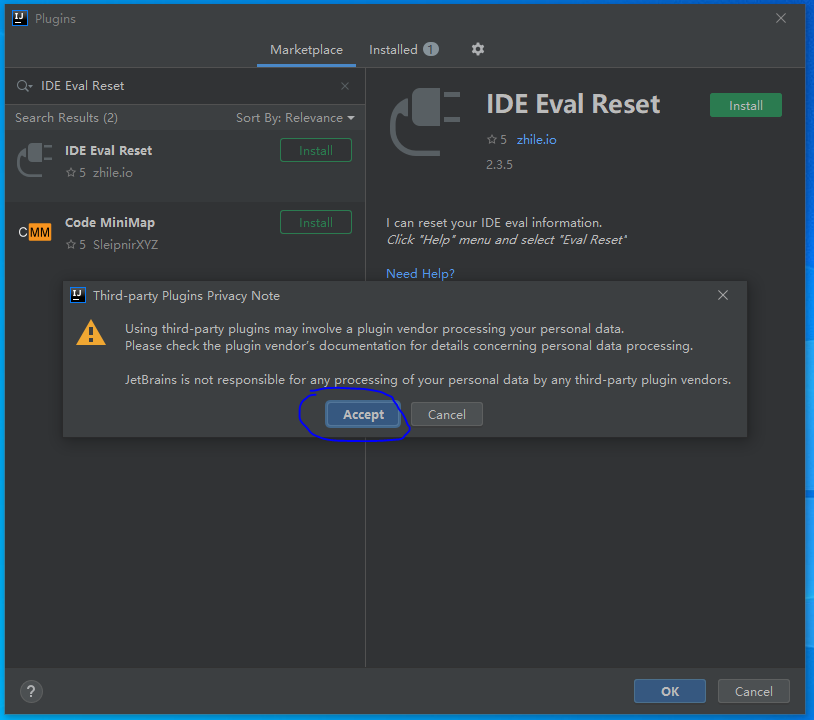 Plugins
Marketplace Installed 1
IDE Eval Reset
Search Results (2) Sort By: Relevance
IDE Eval Reset Install
5 zhile.io
Code MiniMap Install
5 SleipnirXYZ
CMM
IDE Eval Reset Install
5 zhile.io
2.3.5
I can reset your IDE eval information.
Click "Help" menu and select "Eval Reset"
Need Help?
IJ Third-party Plugins Privacy Note
Using third-party plugins may involve a plugin vendor processing your personal data.
Please check the plugin vendor's documentation for details concerning personal data processing.
JetBrains is not responsible for any processing of your personal data by any third-party plugin vendors.
Accept Cancel
? OK Cancel